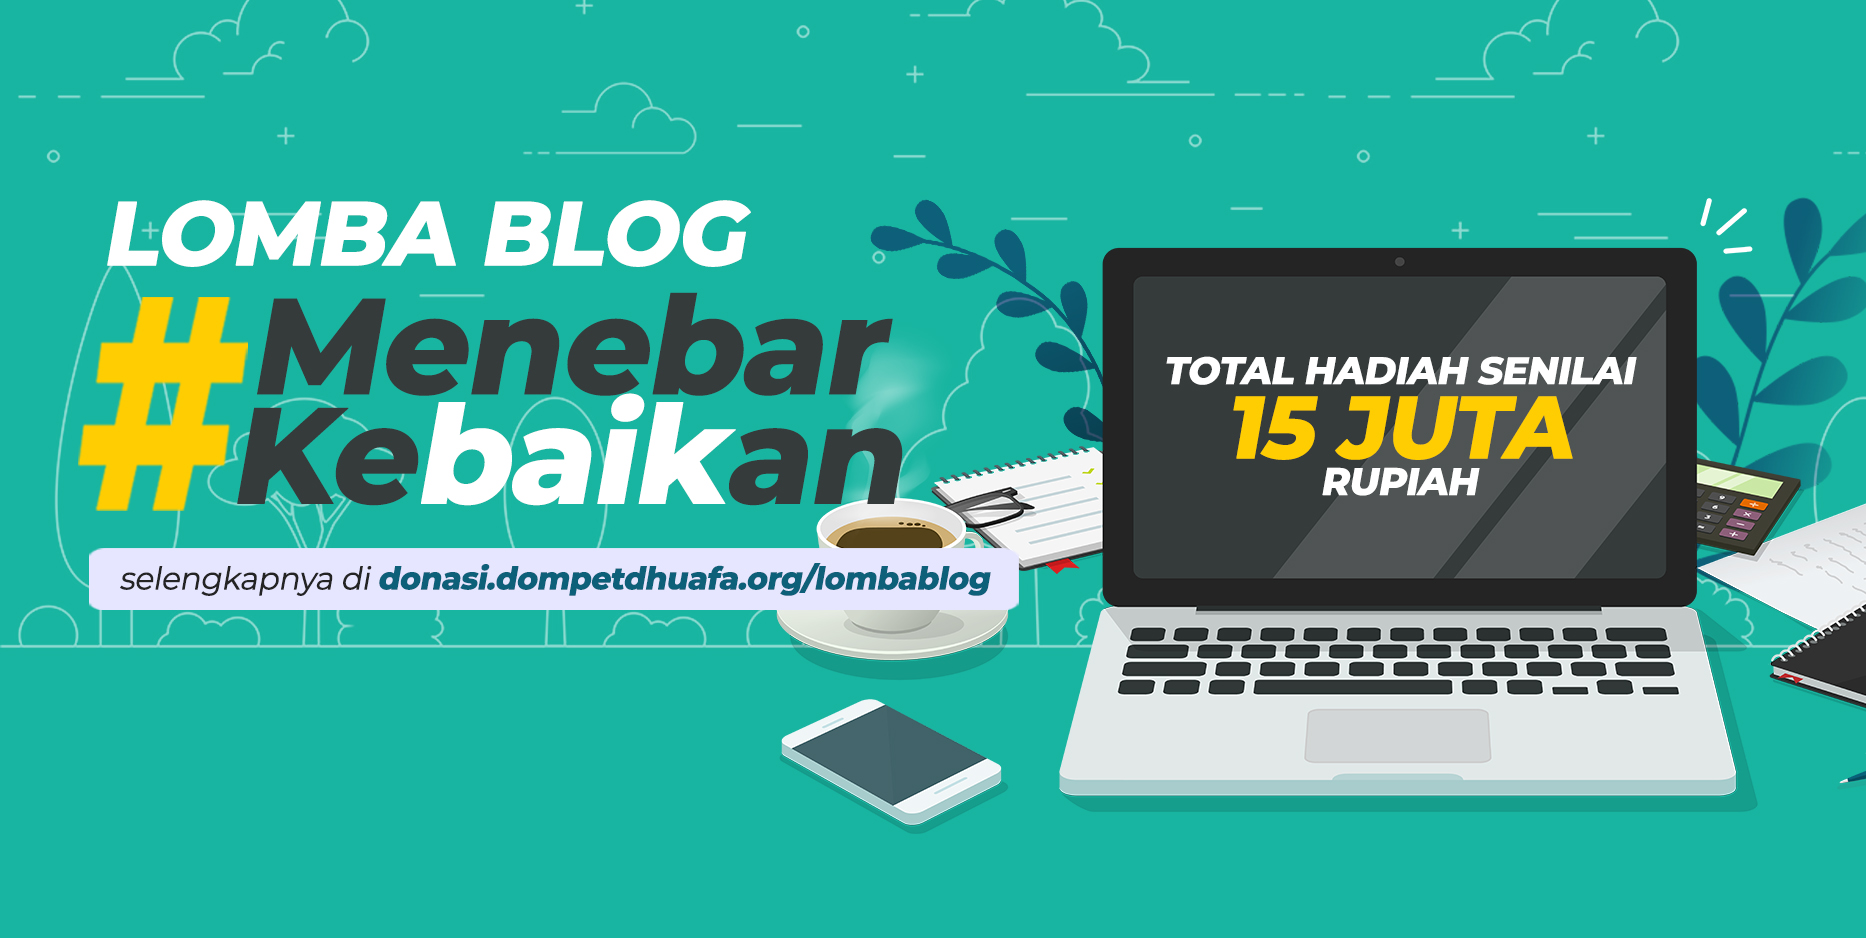 LOMBA BLOG
#Menebar
Kebaikan
selengkapnya di donasi.dompetdhuafa.org/lombablog
TOTAL HADIAH SENILAI
15 JUTA
RUPIAH